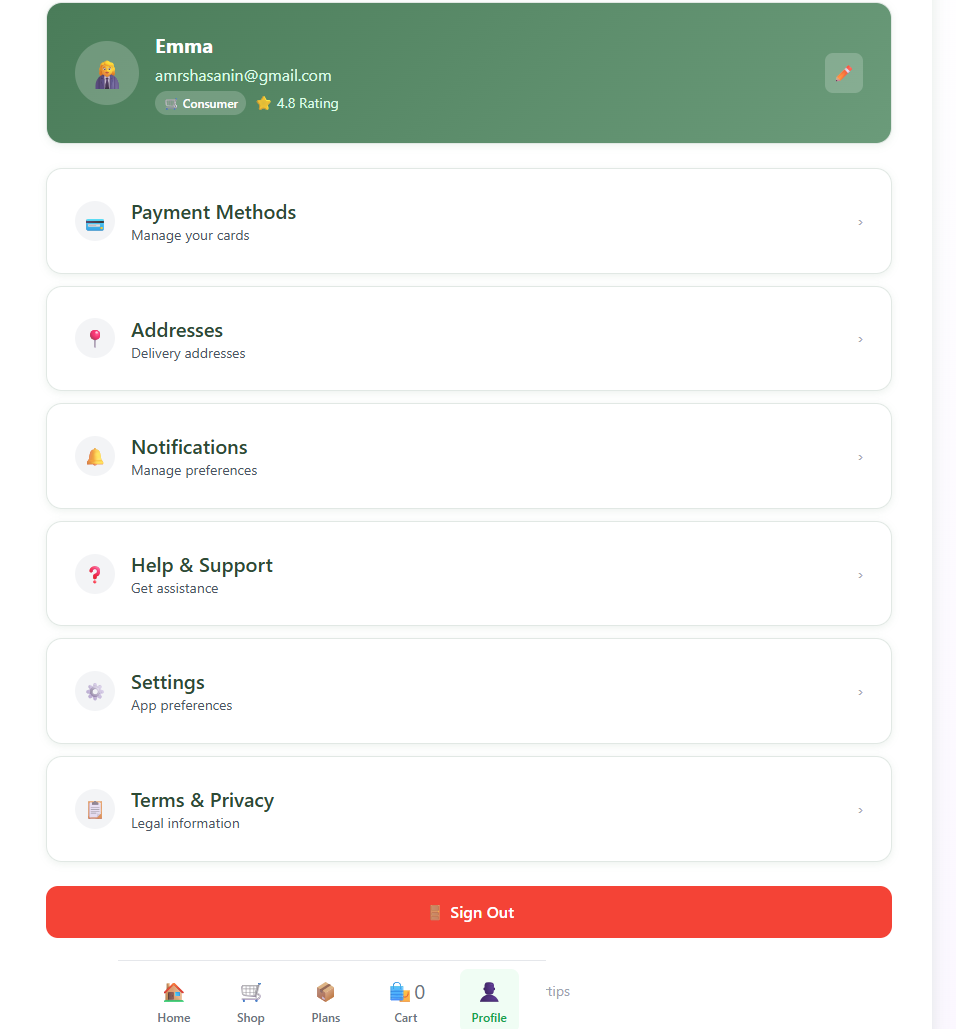 Emma
amrshasanin@gmail.com
Consumer 4.8 Rating
Payment Methods
Manage your cards
Addresses
Delivery addresses
Notifications
Manage preferences
Help & Support
Get assistance
Settings
App preferences
Terms & Privacy
Legal information
Sign Out
0
tips
Home Shop Plans Cart Profile